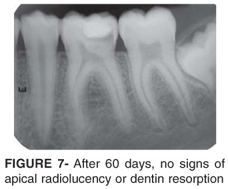 FIGURE 7- After 60 days, no signs of
apical radiolucency or dentin resorption